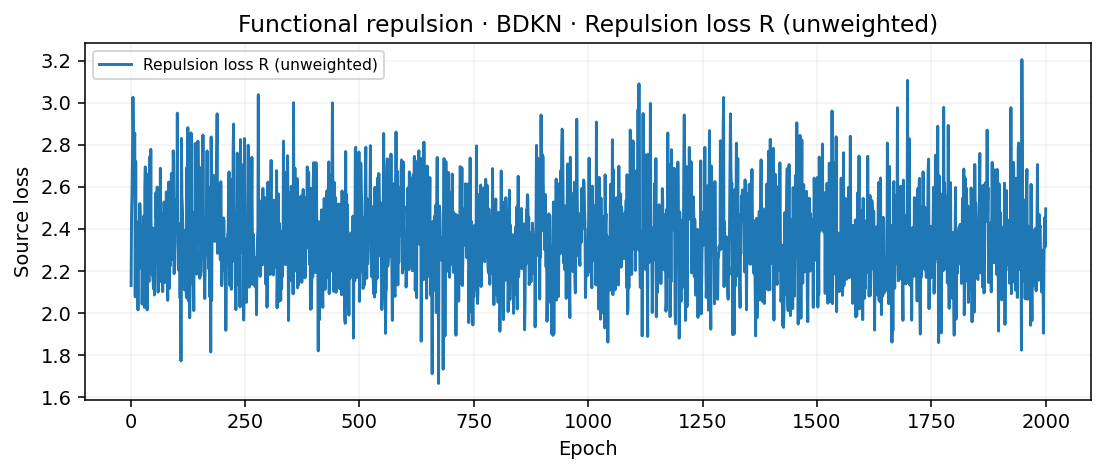 Functional repulsion · BDKN · Repulsion loss R (unweighted)
Repulsion loss R (unweighted)
Source loss
3.2
3.0
2.8
2.6
2.4
2.2
2.0
1.8
1.6
0 250 500 750 1000 1250 1500 1750 2000
Epoch